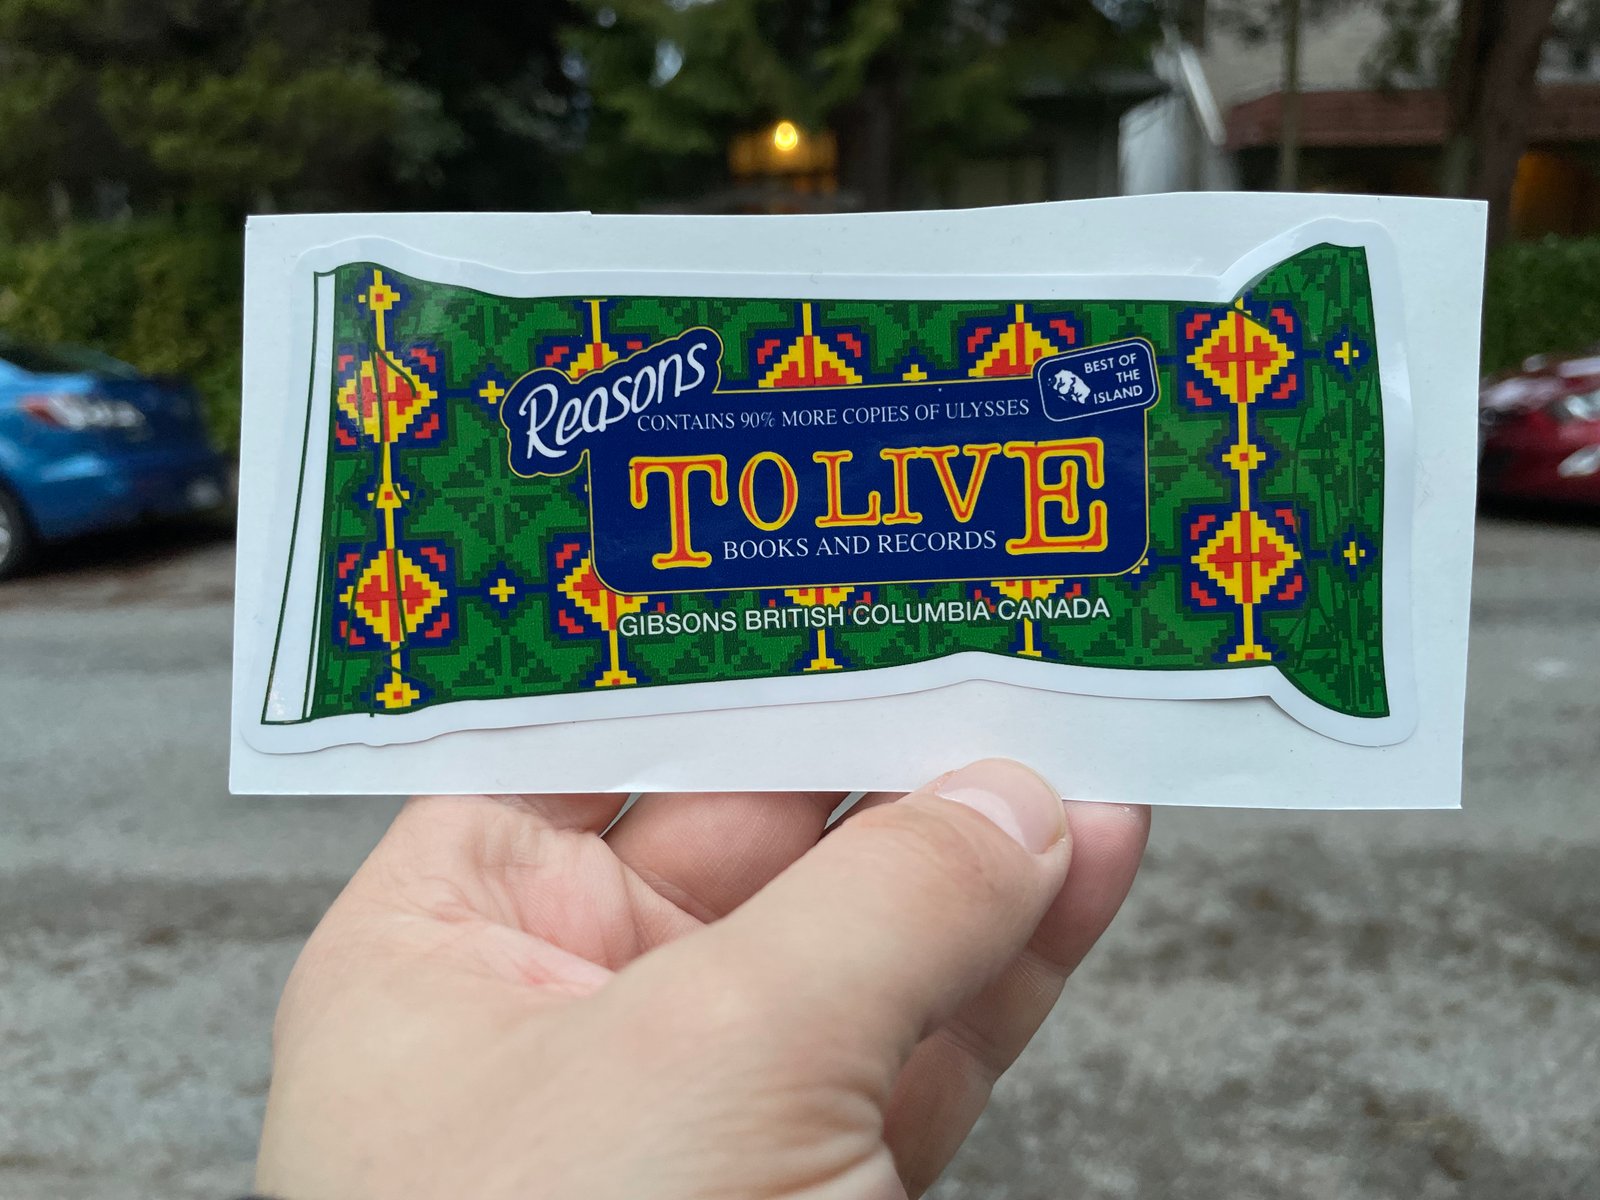 Reasons
CONTAINS 90% MORE COPIES OF ULYSSES
BEST OF
THE
ISLAND
TO LIVE
BOOKS AND RECORDS
GIBSONS BRITISH COLUMBIA CANADA